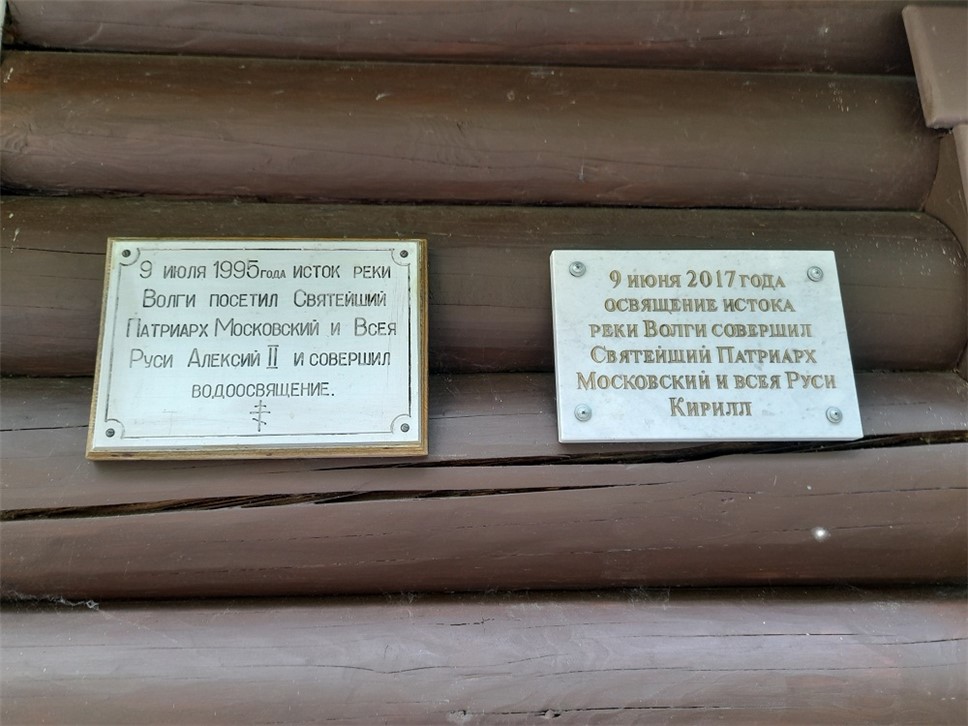 9 июля 1995 года исток реки
Волги посетил Святейший
Патриарх Московский и Всея
Руси Алексий II и совершил
водоосвящение.
9 июня 2017 года
освящение истока
реки Волги совершил
Святейший Патриарх
Московский и всея Руси
Кирилл